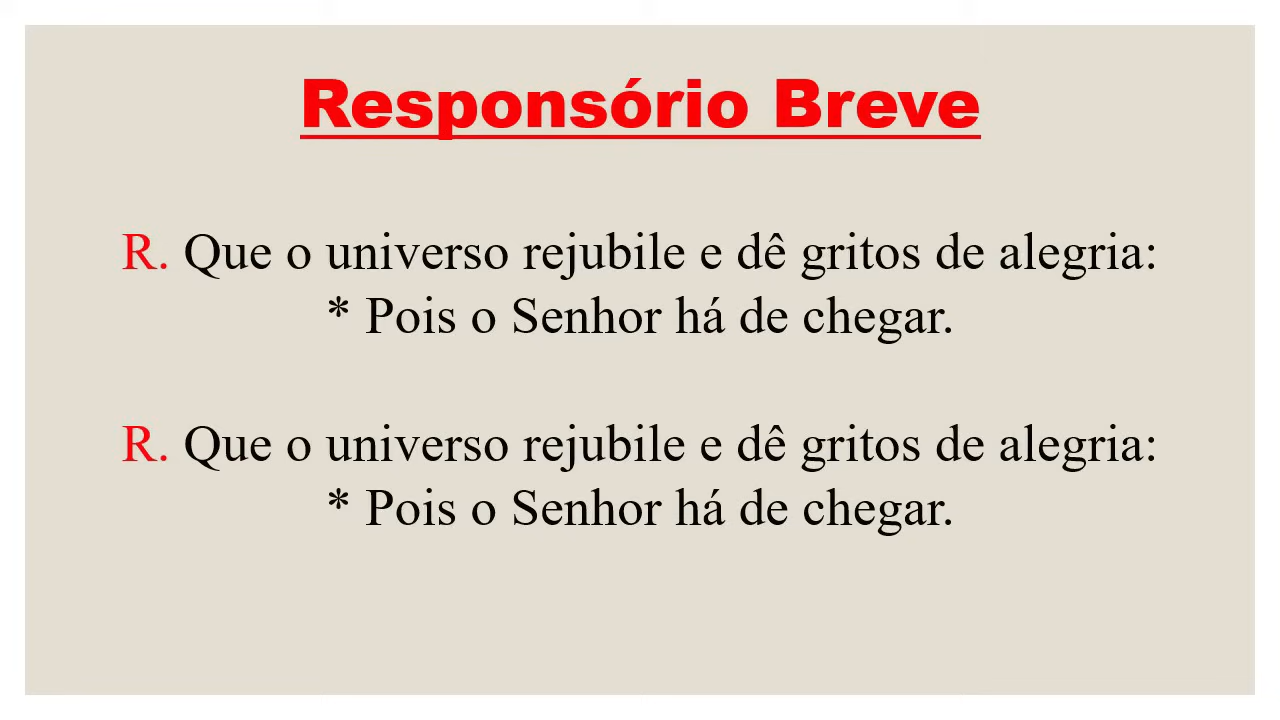 Responsório Breve
R. Que o universo rejubile e dê gritos de alegria:
* Pois o Senhor há de chegar.
R. Que o universo rejubile e dê gritos de alegria:
* Pois o Senhor há de chegar.